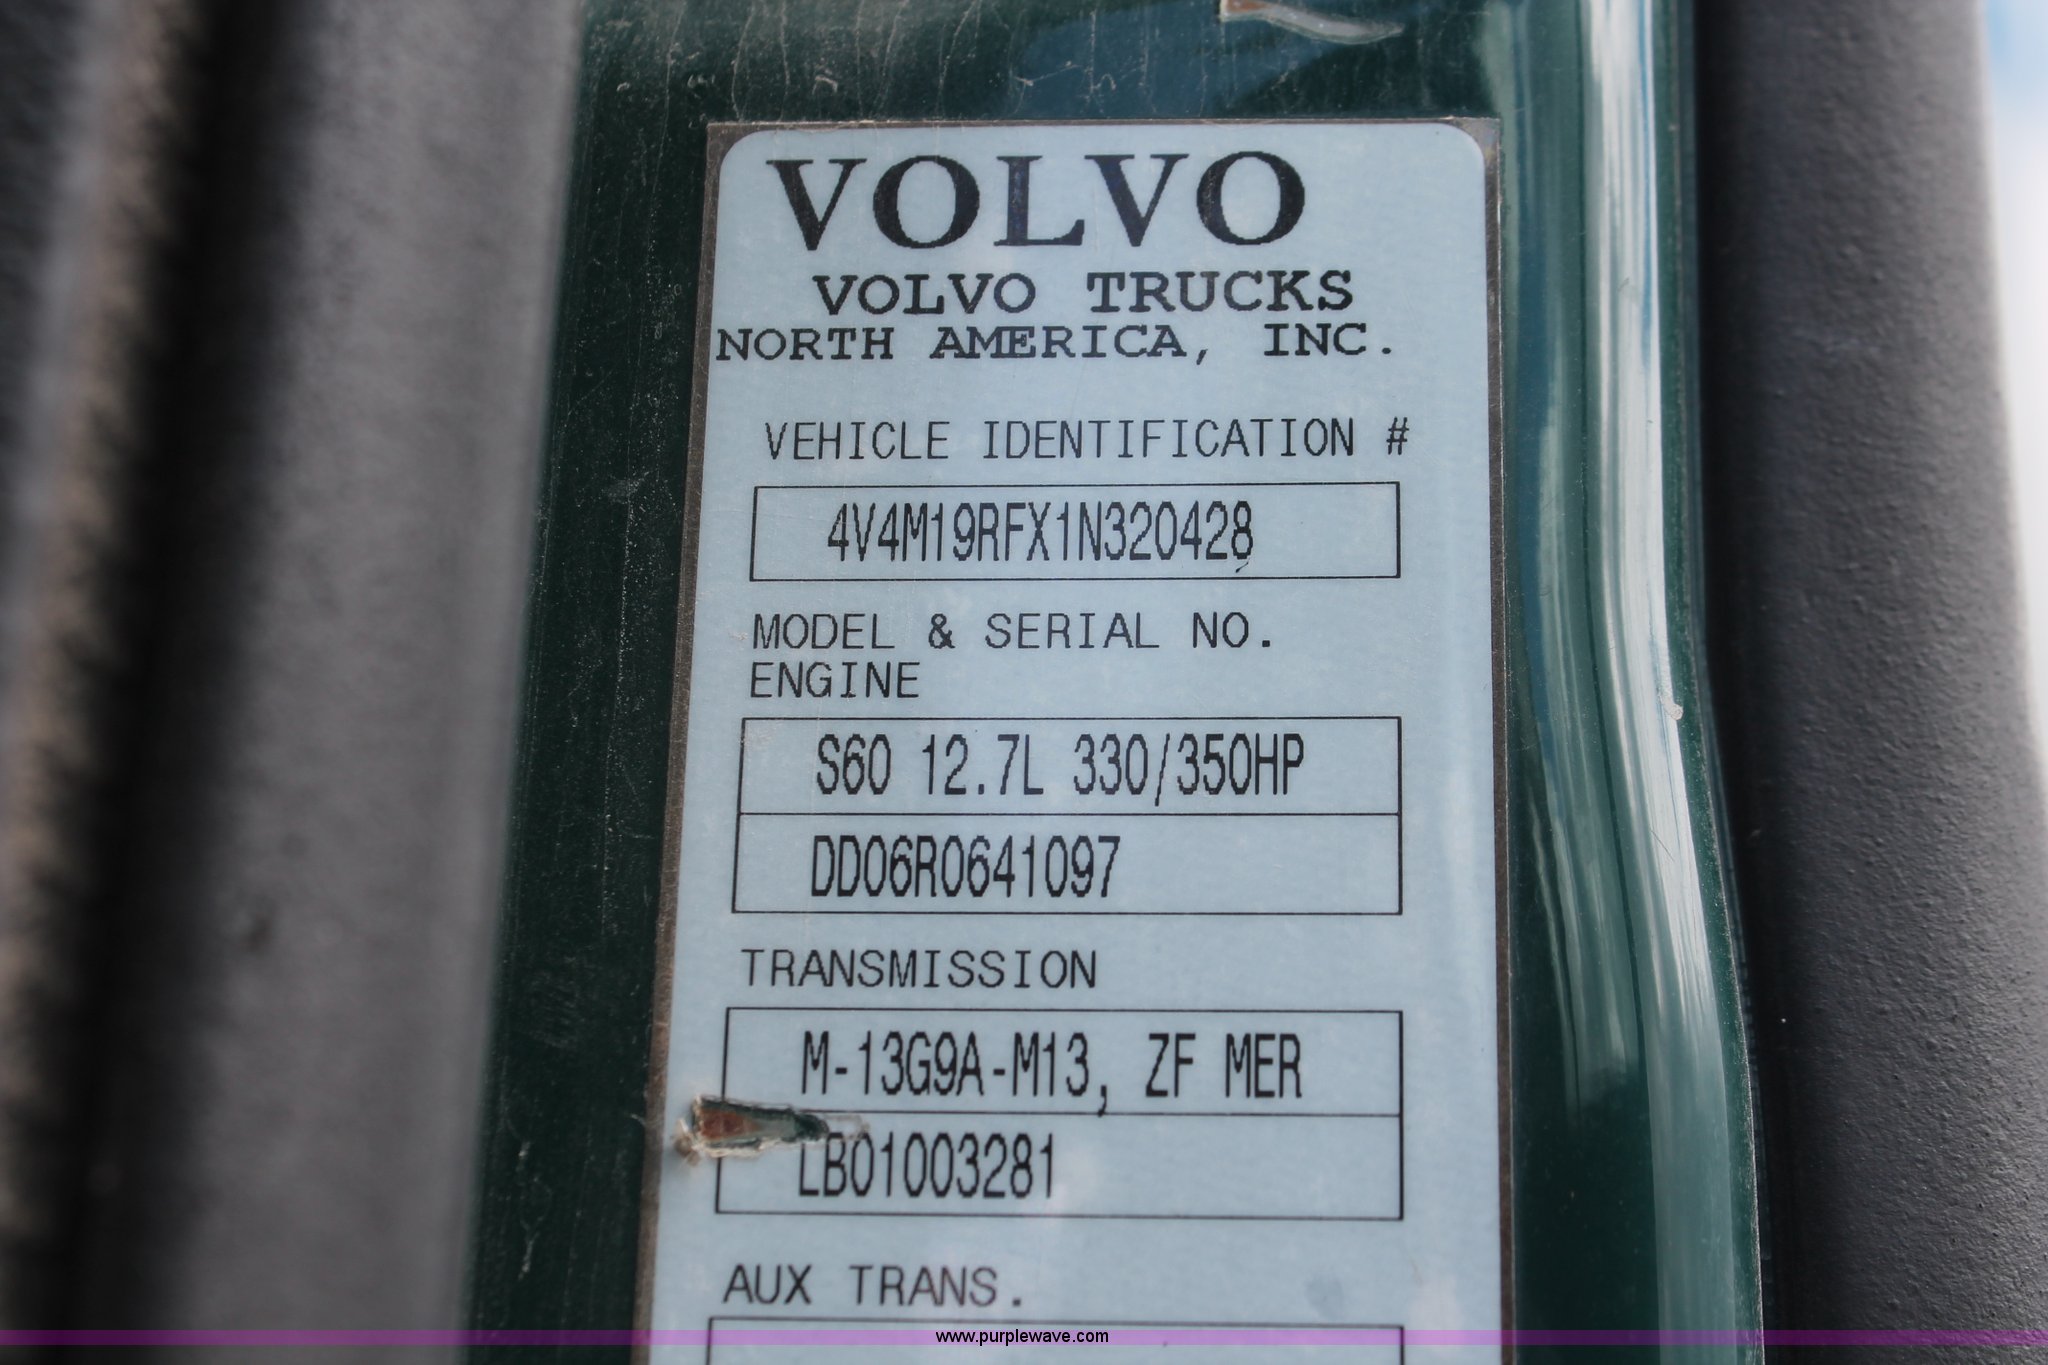 VOLVO
VOLVO TRUCKS
NORTH AMERICA, INC.
VEHICLE IDENTIFICATION #
4V4M19RFX1N320428
MODEL & SERIAL NO.
ENGINE
S60 12.7L 330/350HP
DD06R0641097
TRANSMISSION
M-13G9A-M13, ZF MER
LB01003281
AUX TRANS.
www.purplewave.com